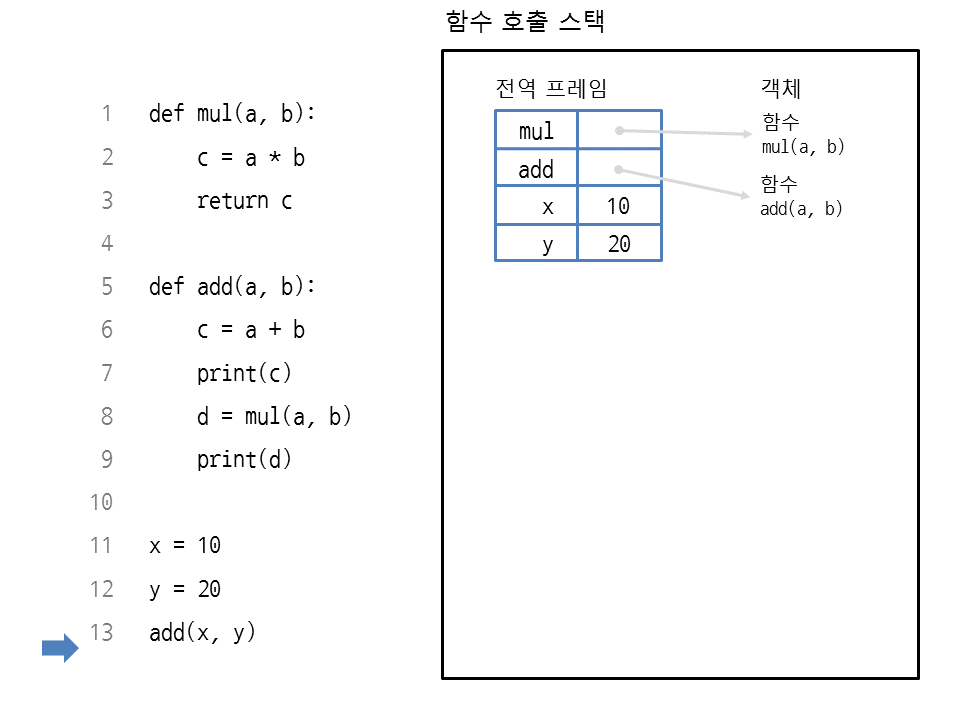 함수 호출 스택
1 def mul(a, b):
2     c = a * b
3     return c
4
5 def add(a, b):
6     c = a + b
7     print(c)
8     d = mul(a, b)
9     print(d)
10
11 x = 10
12 y = 20
13 add(x, y)
전역 프레임 객체
mul
add
x 10
y 20
함수
mul(a, b)
함수
add(a, b)